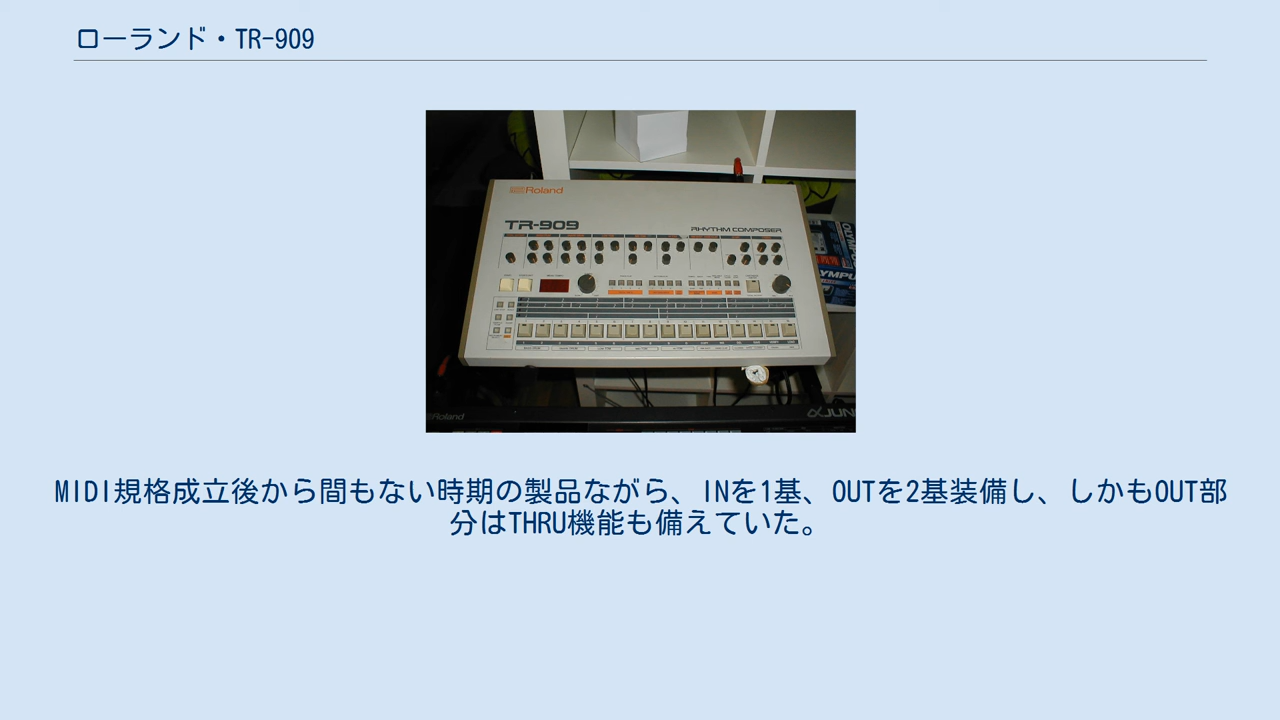 ローランド・TR-909
Roland
TR-909
RHYTHM COMPOSER
OLYMPUS
Roland
αJUN
MIDI規格成立後から間もない時期の製品ながら、INを1基、OUTを2基装備し、しかもOUT部
分はTHRU機能も備えていた。